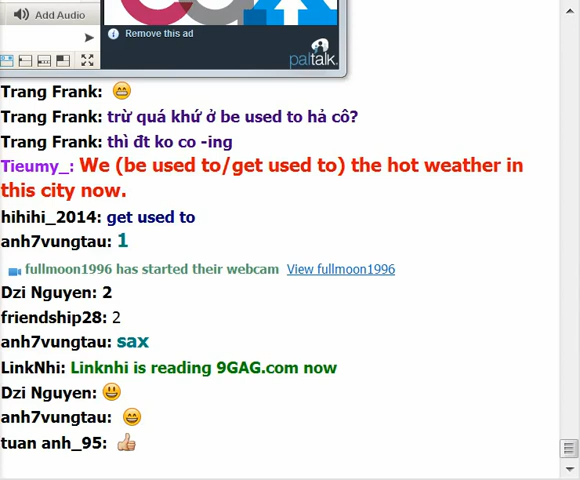 Add Audio
Remove this ad
paltalk
Trang Frank:
Trang Frank: trừ quá khứ ở be used to hả cô?
Trang Frank: thì đt ko co -ing
Tieumy_: We (be used to/get used to) the hot weather in
this city now.
hihihi_2014: get used to
anh7vungtau: 1
fullmoon1996 has started their webcam View fullmoon1996
Dzi Nguyen: 2
friendship28: 2
anh7vungtau: sax
LinkNhi: Linknhi is reading 9GAG.com now
Dzi Nguyen: 😃
anh7vungtau: 😄
tuan anh_95: 👍